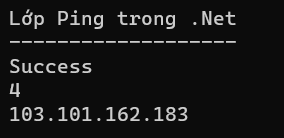 Lớp Ping trong .Net
-------------------
Success
4
103.101.162.183